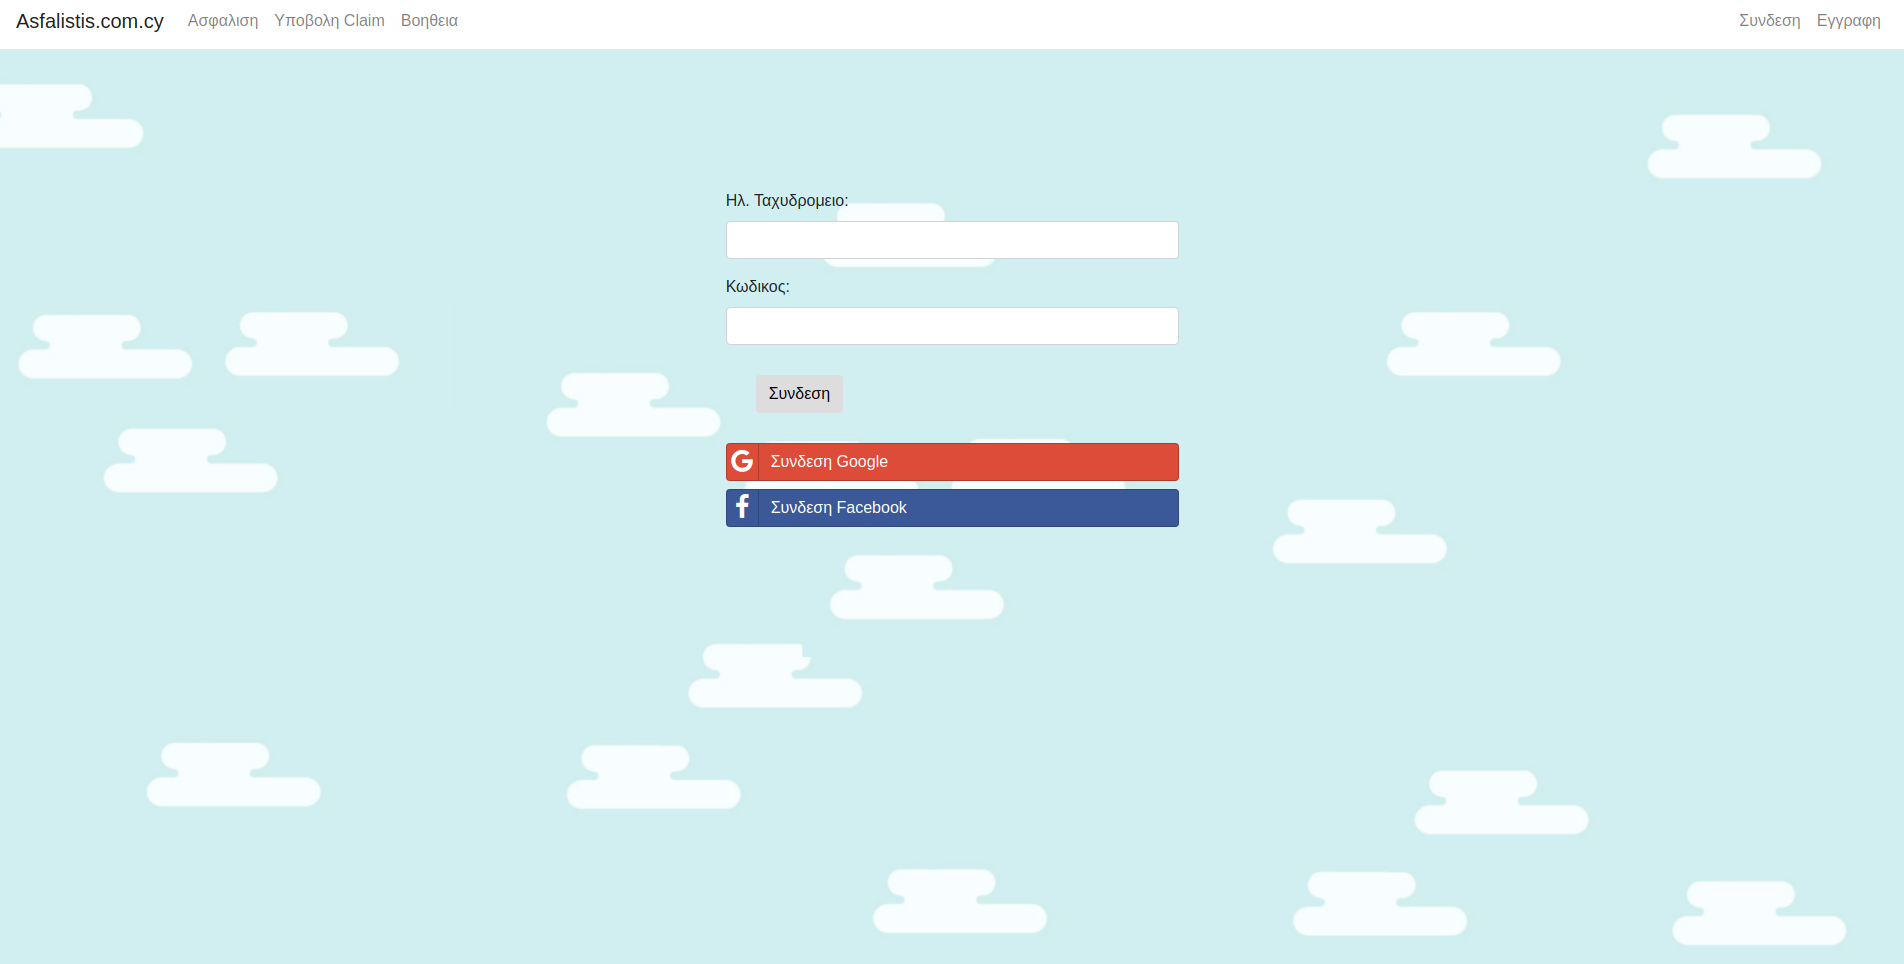 Asfalistis.com.cy Ασφαλιση Υποβολη Claim Βοηθεια Συνδεση Εγγραφη
Ηλ. Ταχυδρομειο:
Κωδικος:
Συνδεση
Συνδεση Google
Συνδεση Facebook